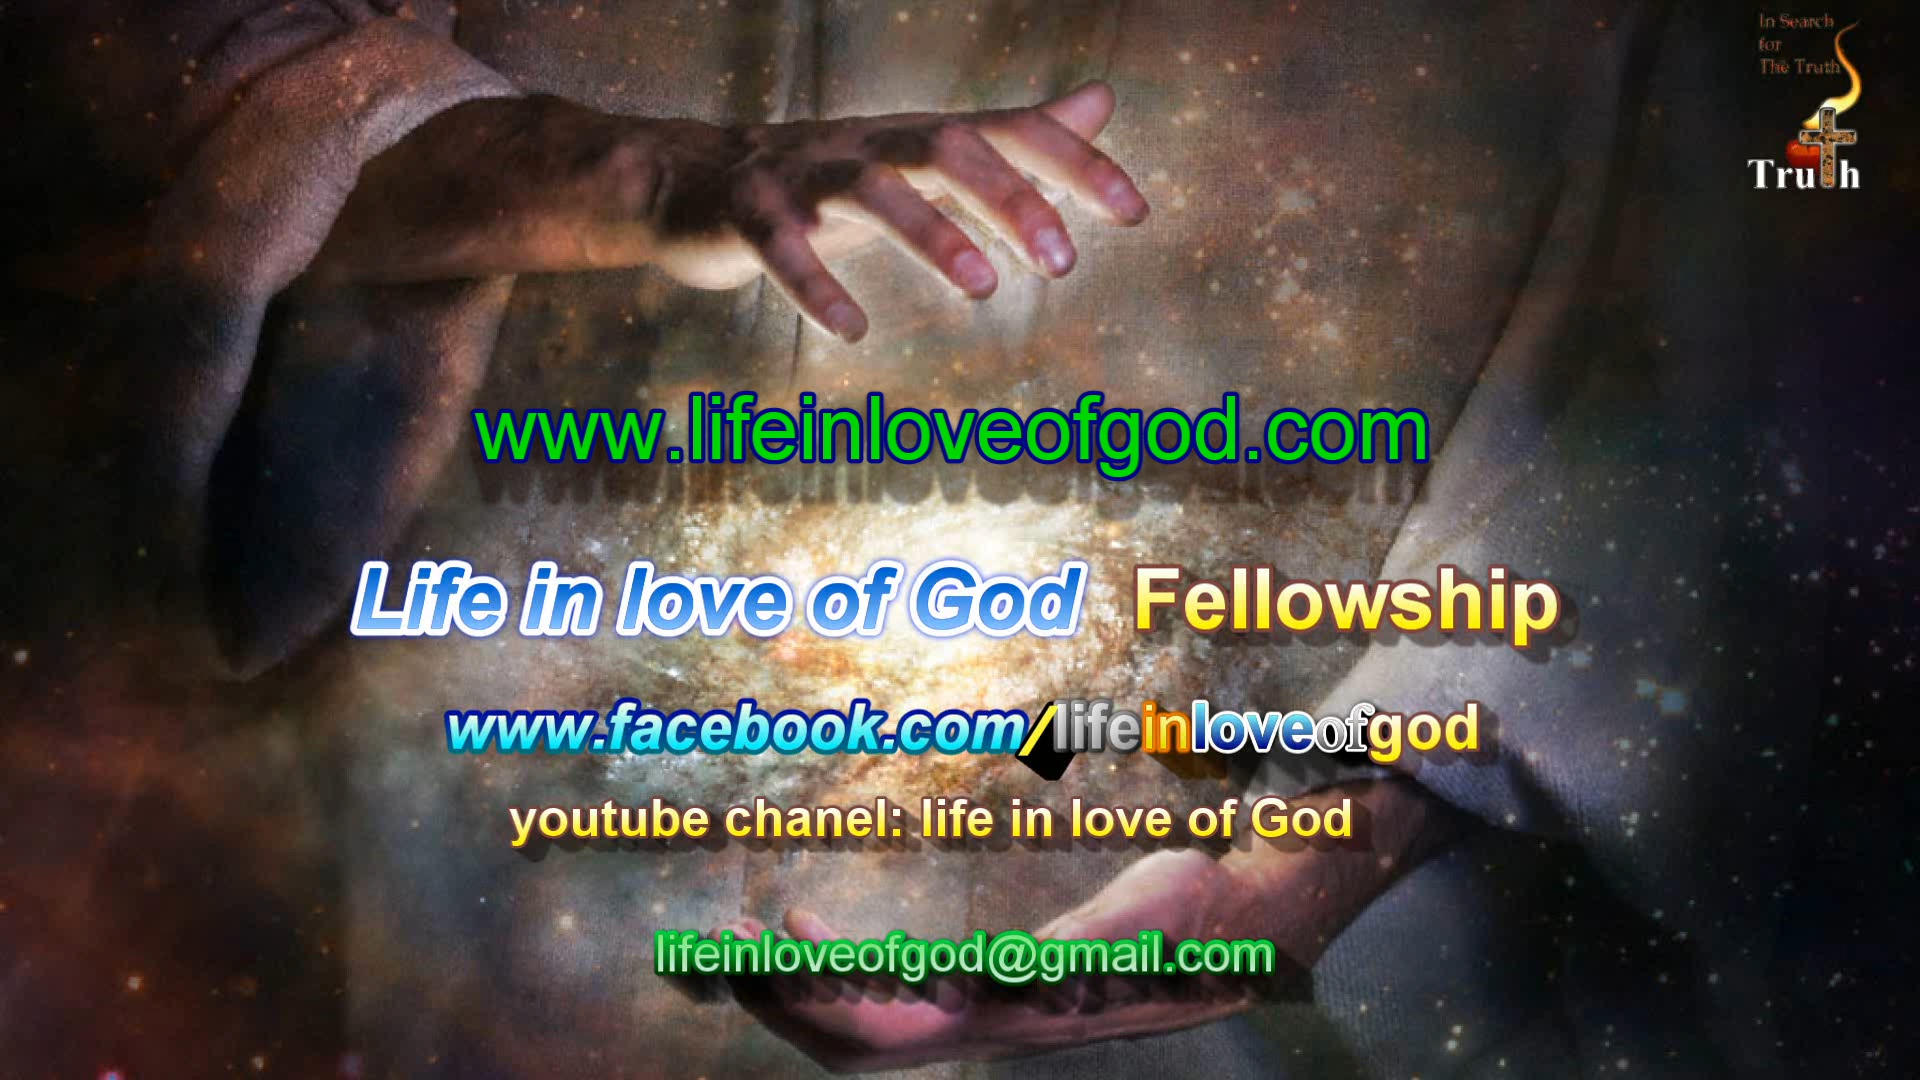 In Search
for
The Truth
Truth
www.lifeinloveofgod.com
Life in love of God Fellowship
www.facebook.com/lifeinloveofgod
youtube chanel: life in love of God
lifeinloveofgod@gmail.com